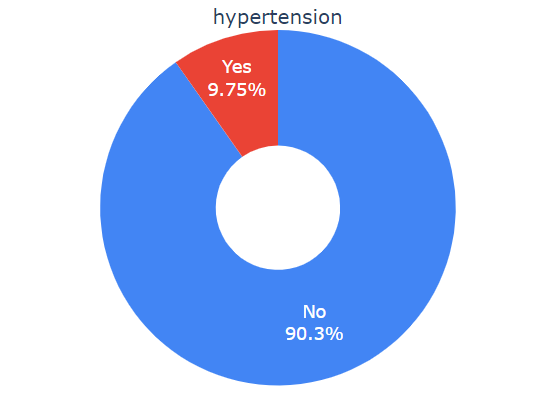 hypertension
Yes
9.75%
No
90.3%